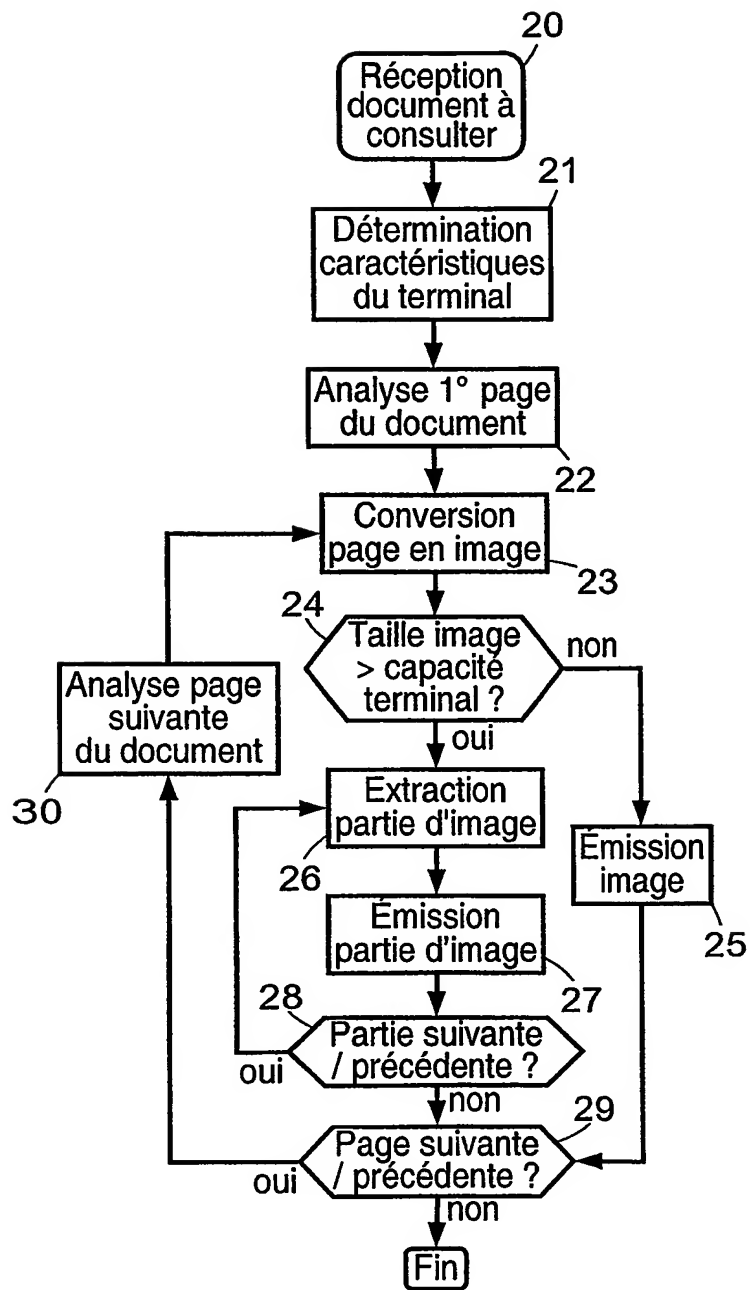 20
Réception
document à
consulter
21
Détermination
caractéristiques
du terminal
Analyse 1° page
du document
22
Conversion
page en image
23
24
Taille image
> capacité
terminal ?
non
oui
Analyse page
suivante
du document
30
Extraction
partie d'image
26
Émission
image
25
Émission
partie d'image
27
28
Partie suivante
/ précédente ?
oui
non
29
Page suivante
/ précédente ?
oui
non
Fin